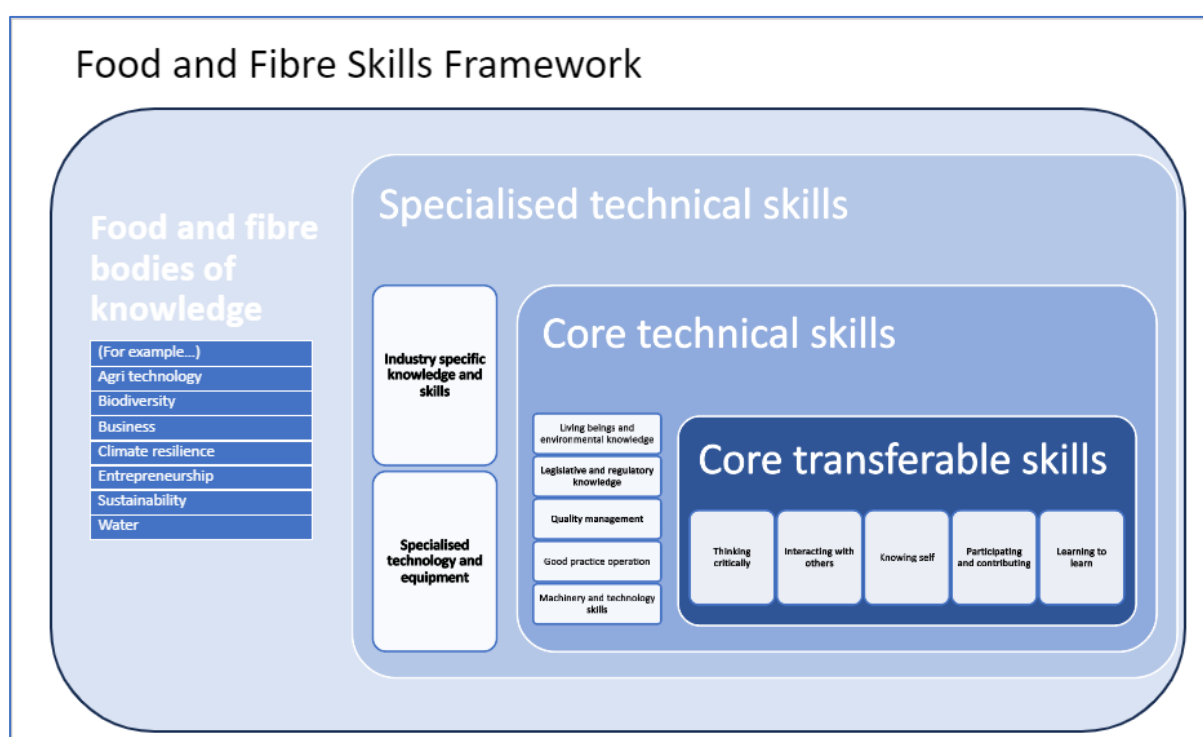 Food and Fibre Skills Framework
Food and fibre
bodies of
knowledge
(For example...)
Agri technology
Biodiversity
Business
Climate resilience
Entrepreneurship
Sustainability
Water
Specialised technical skills
Industry specific
knowledge and
skills
Specialised
technology and
equipment
Core technical skills
Living beings and
environmental knowledge
Legislative and regulatory
knowledge
Quality management
Good practice operation
Machinery and technology
skills
Core transferable skills
Thinking
critically
Interacting with
others
Knowing self
Participating
and contributing
Learning to
learn